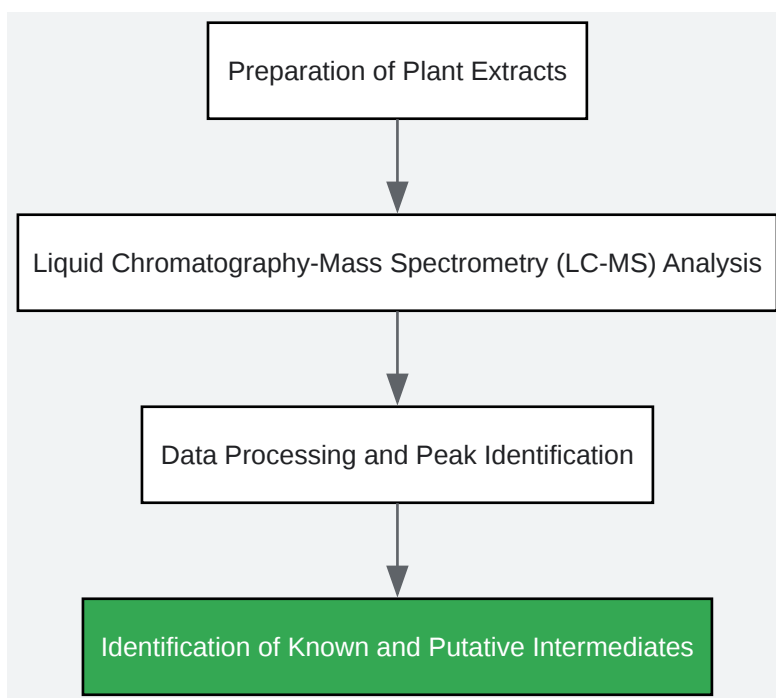 Preparation of Plant Extracts
Liquid Chromatography-Mass Spectrometry (LC-MS) Analysis
Data Processing and Peak Identification
Identification of Known and Putative Intermediates